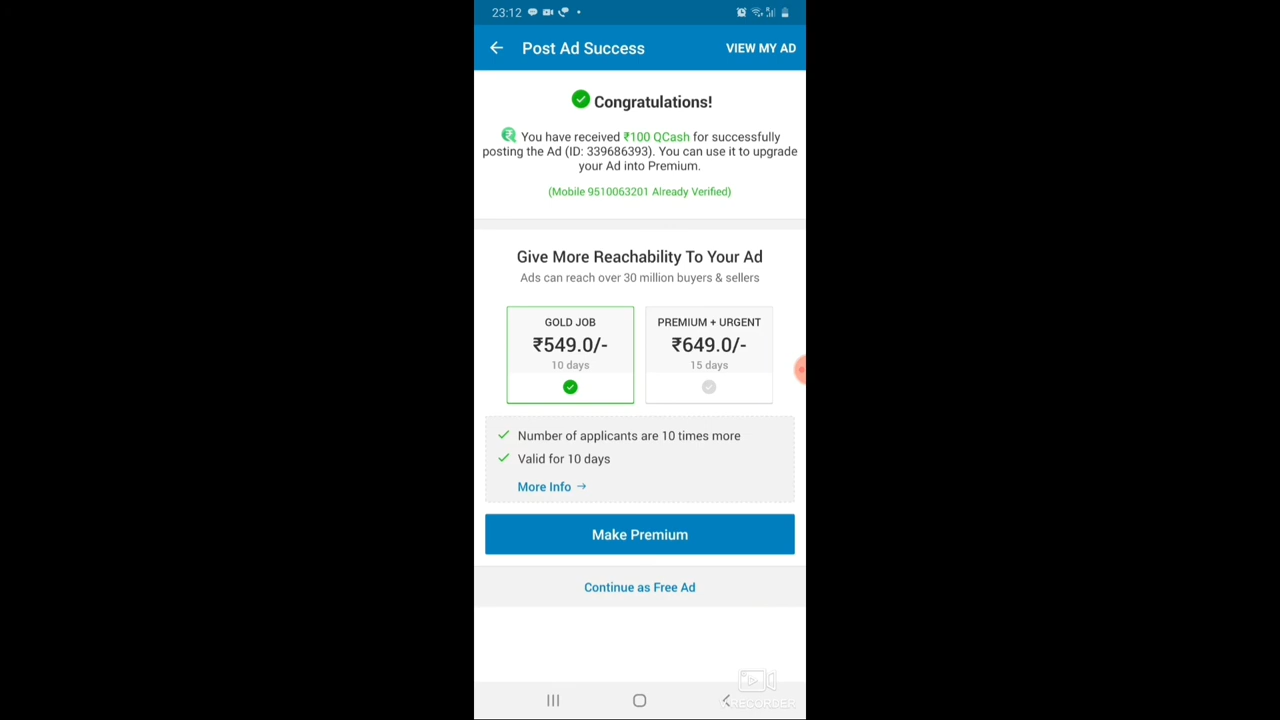 23:12
Post Ad Success
VIEW MY AD
Congratulations!
You have received ₹100 QCash for successfully
posting the Ad (ID: 339686393). You can use it to upgrade
your Ad into Premium.
(Mobile 9510063201 Already Verified)
Give More Reachability To Your Ad
Ads can reach over 30 million buyers & sellers
GOLD JOB
₹549.0/-
10 days
PREMIUM + URGENT
₹649.0/-
15 days
Number of applicants are 10 times more
Valid for 10 days
More Info →
Make Premium
Continue as Free Ad
RECORDER